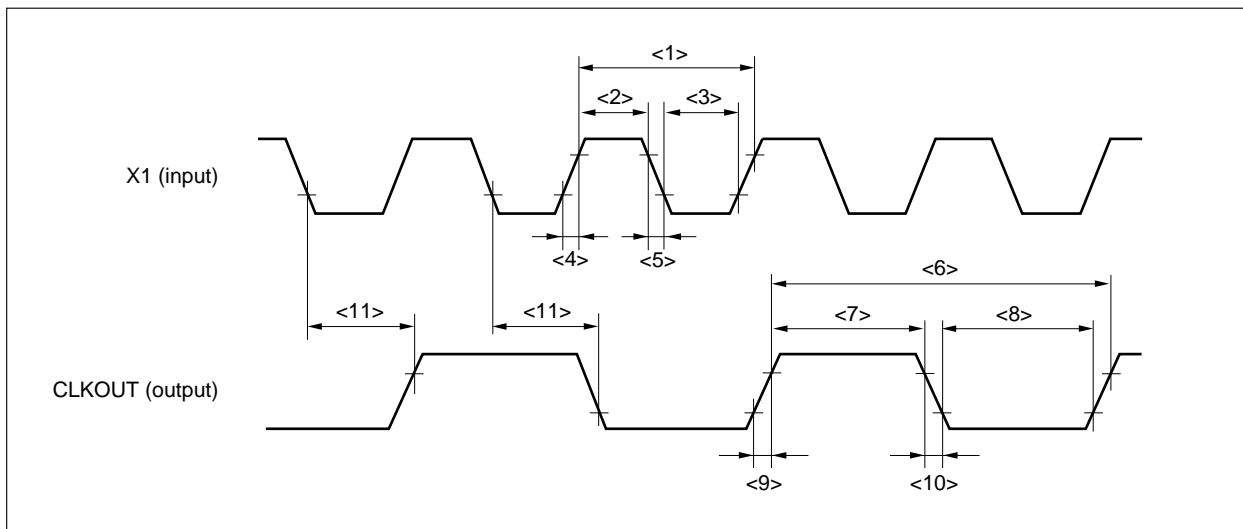 <1>
<2> <3>
X1 (input)
<4> <5>
<6>
<11> <11> <7> <8>
CLKOUT (output)
<9> <10>